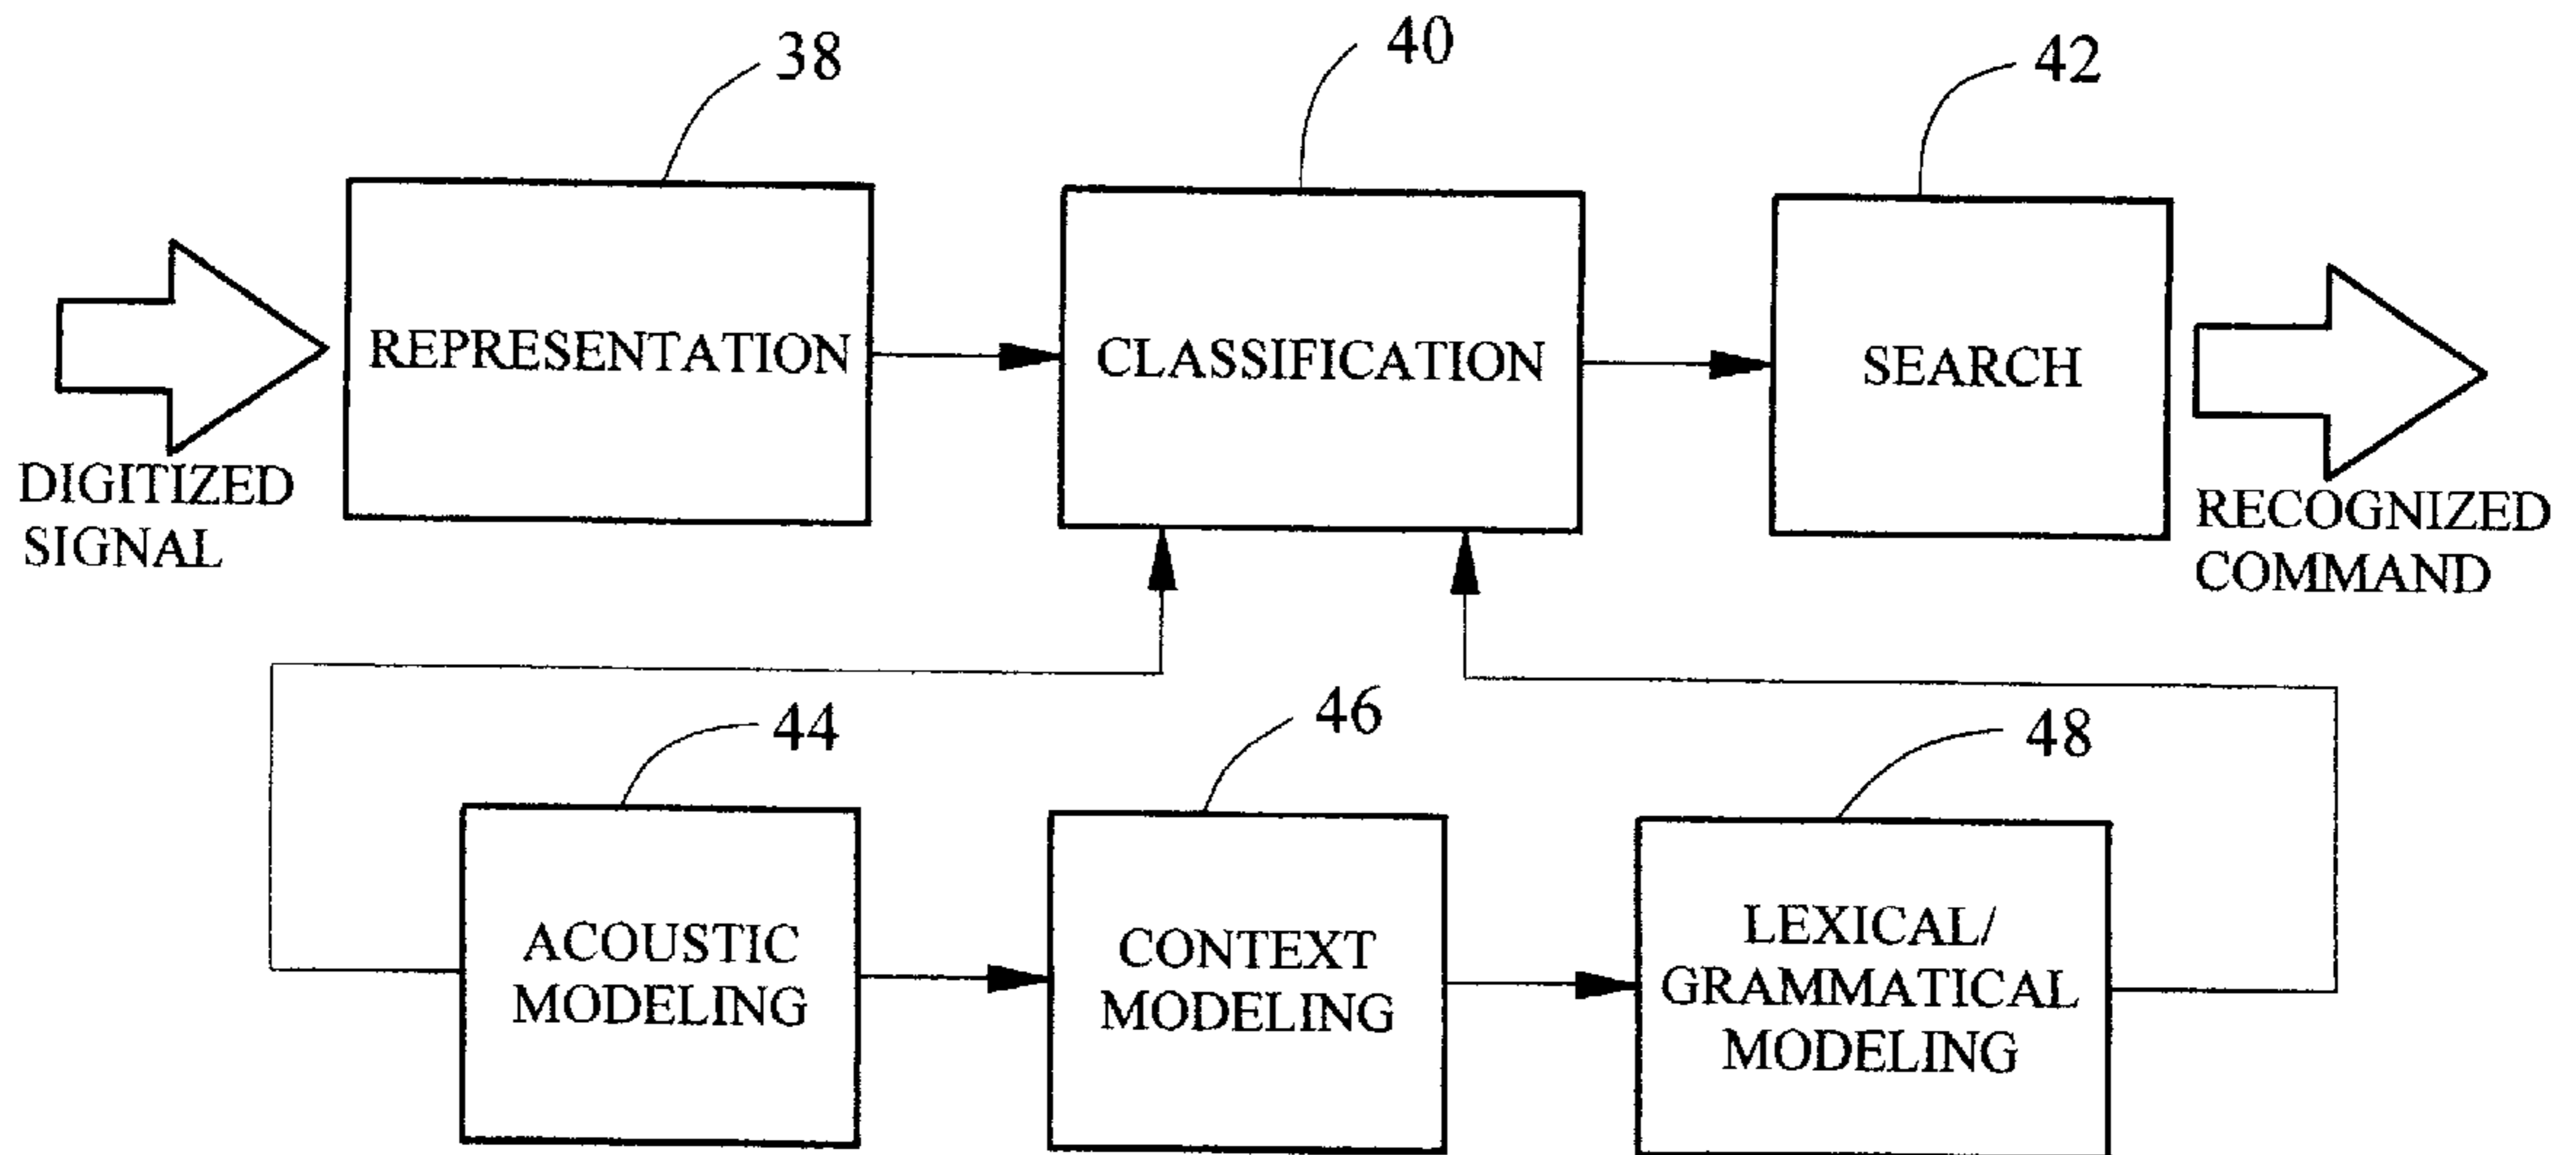 38
40
42
REPRESENTATION
CLASSIFICATION
SEARCH
DIGITIZED
SIGNAL
RECOGNIZED
COMMAND
44
46
48
ACOUSTIC
MODELING
CONTEXT
MODELING
LEXICAL/
GRAMMATICAL
MODELING